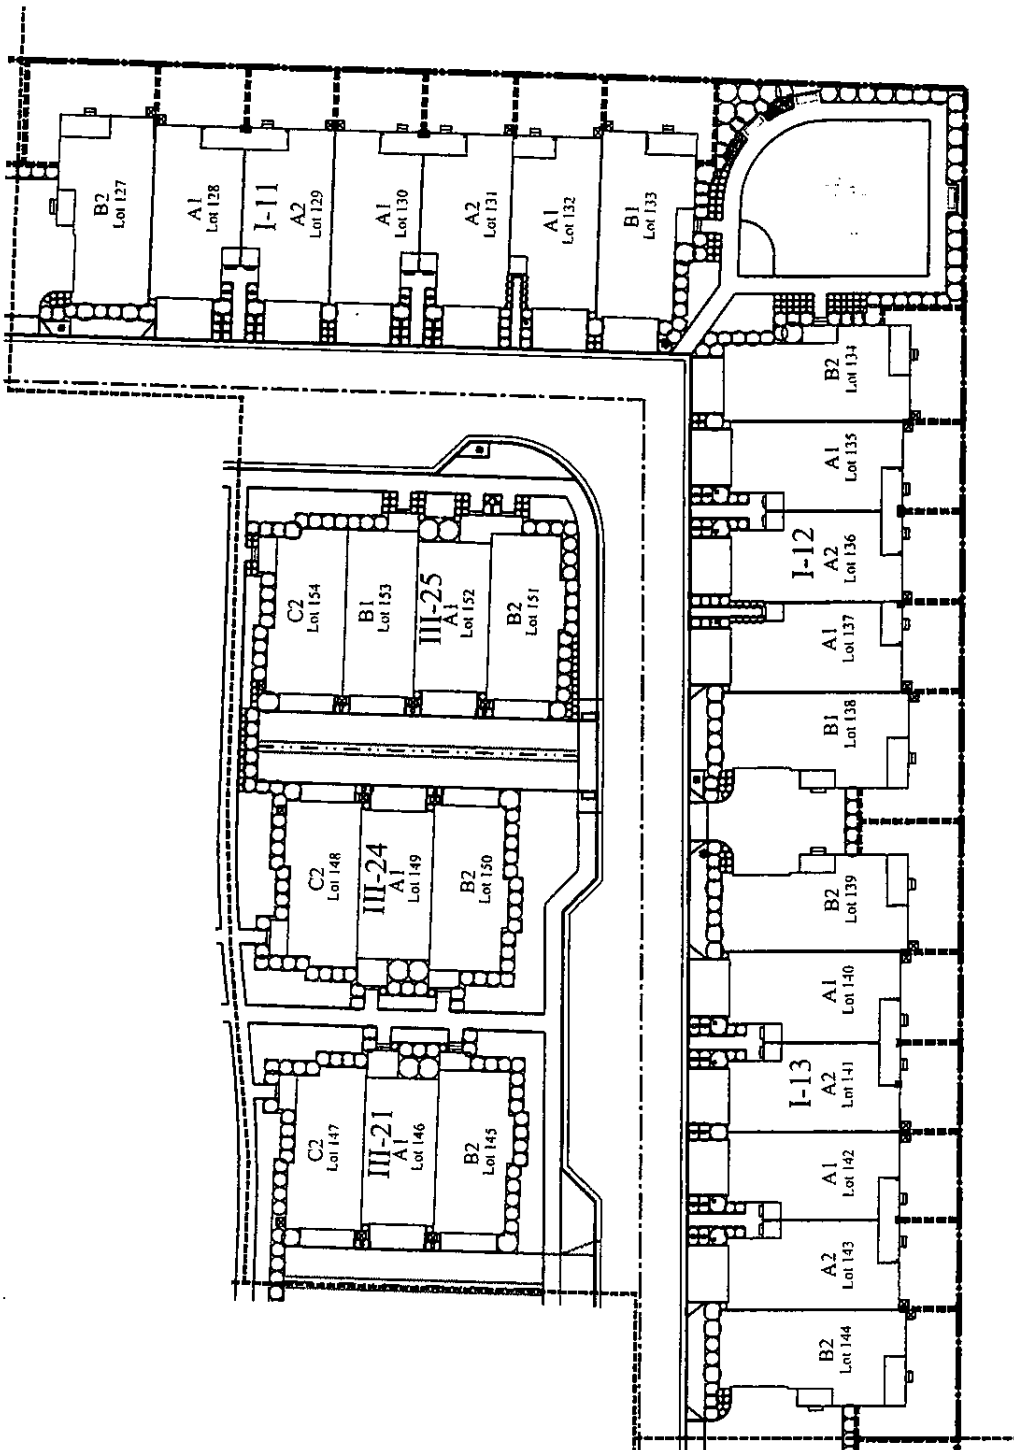 B2
Lot 127
A1
Lot 128
I-11
A2
Lot 129
A1
Lot 130
A2
Lot 131
A1
Lot 132
B1
Lot 133
B2
Lot 134
A1
Lot 135
I-12
A2
Lot 136
A1
Lot 137
B1
Lot 138
B2
Lot 139
A1
Lot 140
I-13
A2
Lot 141
A1
Lot 142
A2
Lot 143
B2
Lot 144
C2
Lot 154
B1
Lot 153
III-25
A1
Lot 152
B2
Lot 151
C2
Lot 148
III-24
A1
Lot 149
B2
Lot 150
C2
Lot 147
III-21
A1
Lot 146
B2
Lot 145